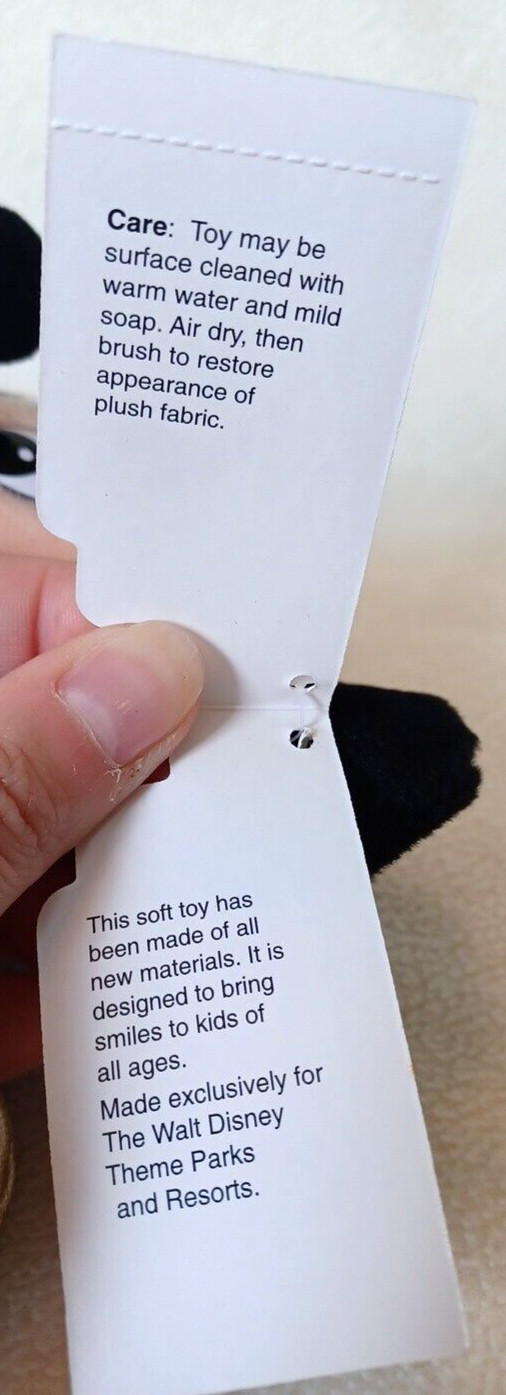 Care: Toy may be
surface cleaned with
warm water and mild
soap. Air dry, then
brush to restore
appearance of
plush fabric.
This soft toy has
been made of all
new materials. It is
designed to bring
smiles to kids of
all ages.
Made exclusively for
The Walt Disney
Theme Parks
and Resorts.